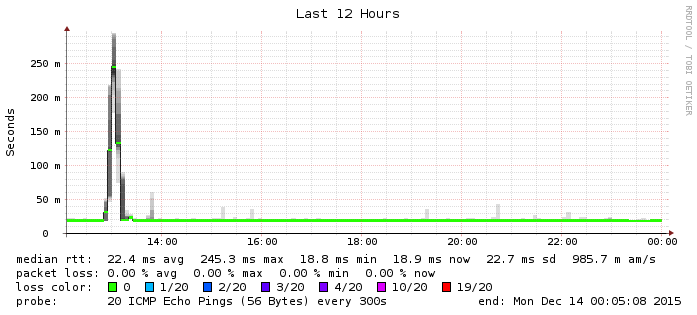 Last 12 Hours
RRDTOOL / TOBI OETIKER
Seconds
250 m
200 m
150 m
100 m
50 m
0
14:00 16:00 18:00 20:00 22:00 00:00
median rtt: 22.4 ms avg 245.3 ms max 18.8 ms min 18.9 ms now 22.7 ms sd 985.7 m am/s
packet loss: 0.00 % avg 0.00 % max 0.00 % min 0.00 % now
loss color: 0 1/20 2/20 3/20 4/20 10/20 19/20
probe: 20 ICMP Echo Pings (56 Bytes) every 300s end: Mon Dec 14 00:05:08 2015